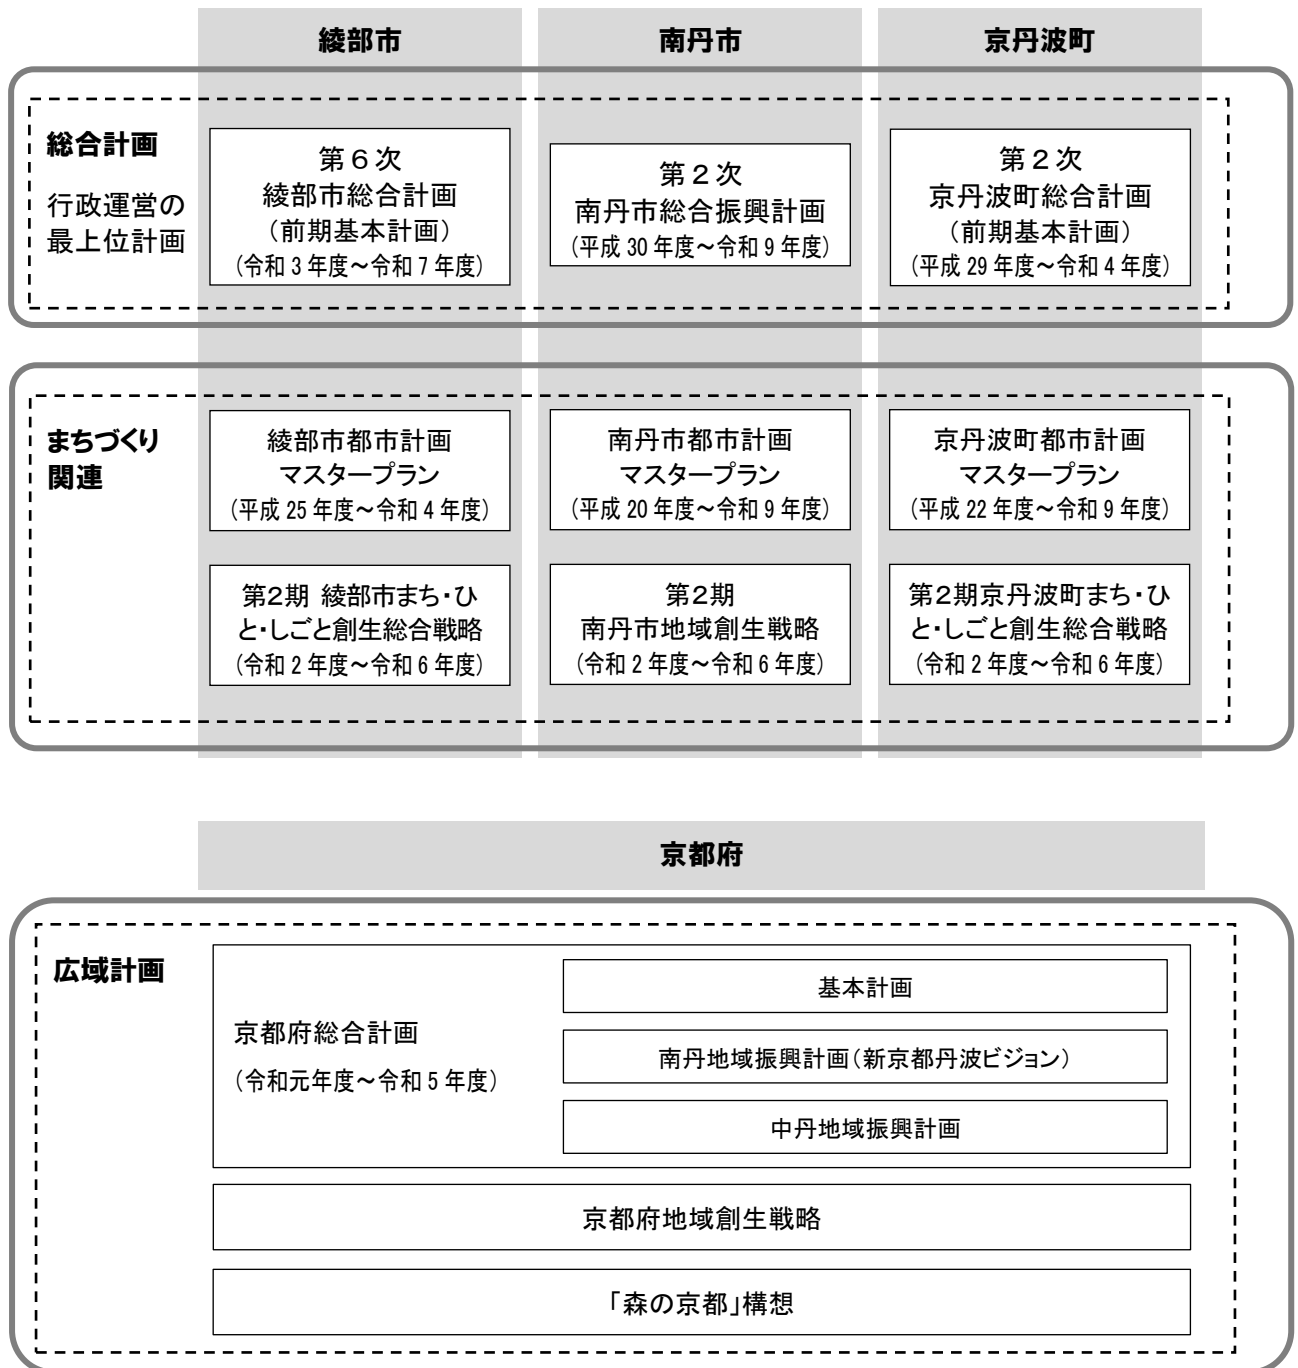 綾部市
南丹市
京丹波町
総合計画
行政運営の
最上位計画
第6次
綾部市総合計画
（前期基本計画）
（令和3年度～令和7年度）
第2次
南丹市総合振興計画
（平成30年度～令和9年度）
第2次
京丹波町総合計画
（前期基本計画）
（平成29年度～令和4年度）
まちづくり
関連
綾部市都市計画
マスタープラン
（平成25年度～令和4年度）
南丹市都市計画
マスタープラン
（平成20年度～令和9年度）
京丹波町都市計画
マスタープラン
（平成22年度～令和9年度）
第2期 綾部市まち・ひ
と・しごと創生総合戦略
（令和2年度～令和6年度）
第2期
南丹市地域創生戦略
（令和2年度～令和6年度）
第2期京丹波町まち・ひ
と・しごと創生総合戦略
（令和2年度～令和6年度）
京都府
広域計画
京都府総合計画
（令和元年度～令和5年度）
基本計画
南丹地域振興計画（新京都丹波ビジョン）
中丹地域振興計画
京都府地域創生戦略
「森の京都」構想